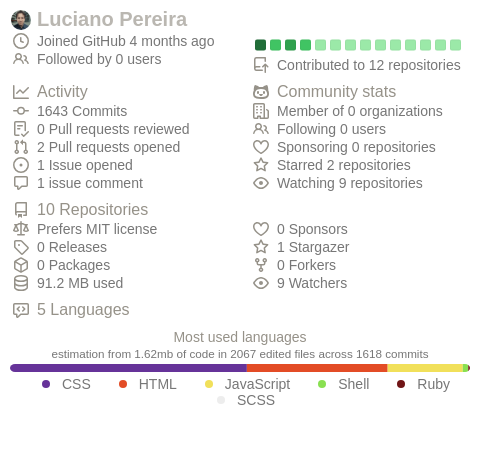 Luciano Pereira
Joined GitHub 4 months ago
Followed by 0 users
Contributed to 12 repositories
Activity
1643 Commits
0 Pull requests reviewed
2 Pull requests opened
1 Issue opened
1 issue comment
Community stats
Member of 0 organizations
Following 0 users
Sponsoring 0 repositories
Starred 2 repositories
Watching 9 repositories
10 Repositories
Prefers MIT license
0 Releases
0 Packages
91.2 MB used
0 Sponsors
1 Stargazer
0 Forkers
9 Watchers
5 Languages
Most used languages
estimation from 1.62mb of code in 2067 edited files across 1618 commits
CSS HTML JavaScript Shell Ruby
SCSS